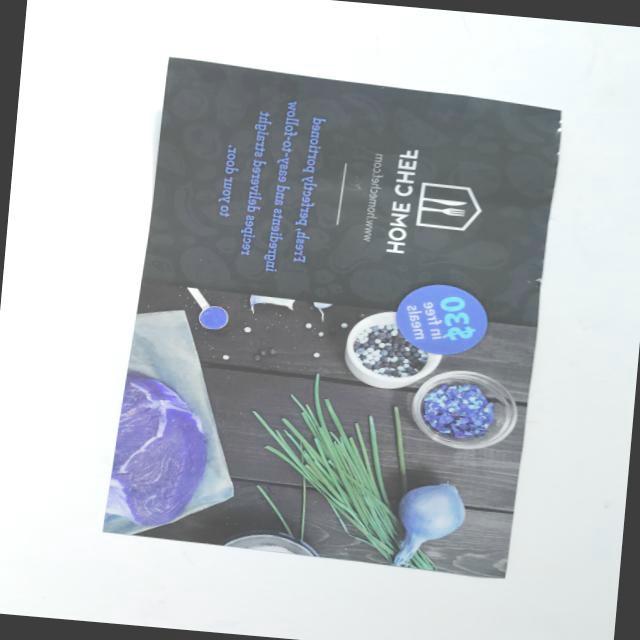 HOME CHEF
www.homechef.com
Fresh, perfectly portioned
ingredients and easy-to-follow
recipes delivered straight
to your door.
$30
in free
meals